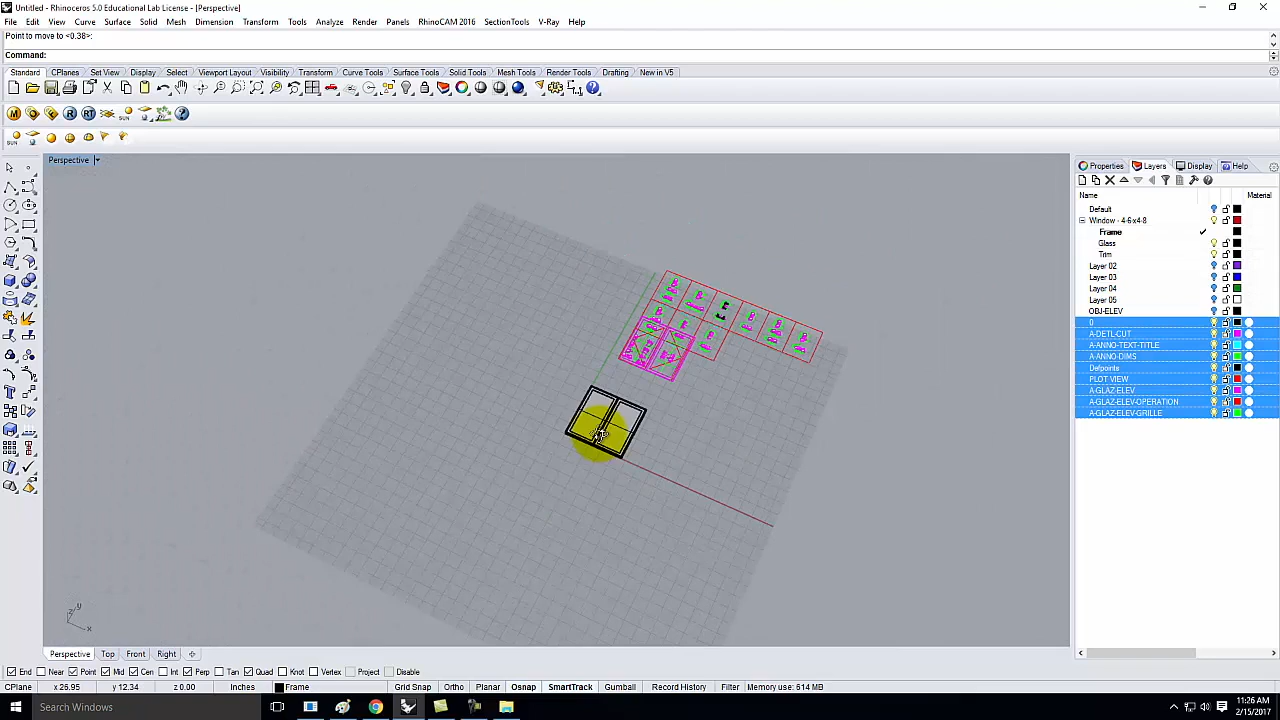 Untitled - Rhinoceros 5.0 Educational Lab License - [Perspective]
File Edit View Curve Surface Solid Mesh Dimension Transform Tools Analyze Render Panels RhinoCAM 2016 SectionTools V-Ray Help
Point to move to <0.38>:
Command:
Standard CPlanes Set View Display Select Viewport Layout Visibility Transform Curve Tools Surface Tools Solid Tools Mesh Tools Render Tools Drafting New in V5
Perspective
Properties Layers Display Help
Name Material
Default
Window - 4-6x4-8
Frame
Glass
Trim
Layer 02
Layer 03
Layer 04
Layer 05
OBJ-ELEV
0
A-DETL-CUT
A-ANNO-TEXT-TITLE
A-ANNO-DIMS
Defpoints
PLOT VIEW
A-GLAZ-ELEV
A-GLAZ-ELEV-OPERATION
A-GLAZ-ELEV-GRILLE
z y
x
Perspective Top Front Right
End Near Point Mid Cen Int Perp Tan Quad Knot Vertex Project Disable
CPlane x 26.95 y 12.34 z 0.00 Inches Frame Grid Snap Ortho Planar Osnap SmartTrack Gumball Record History Filter Memory use: 614 MB
Search Windows
11:26 AM
2/15/2017